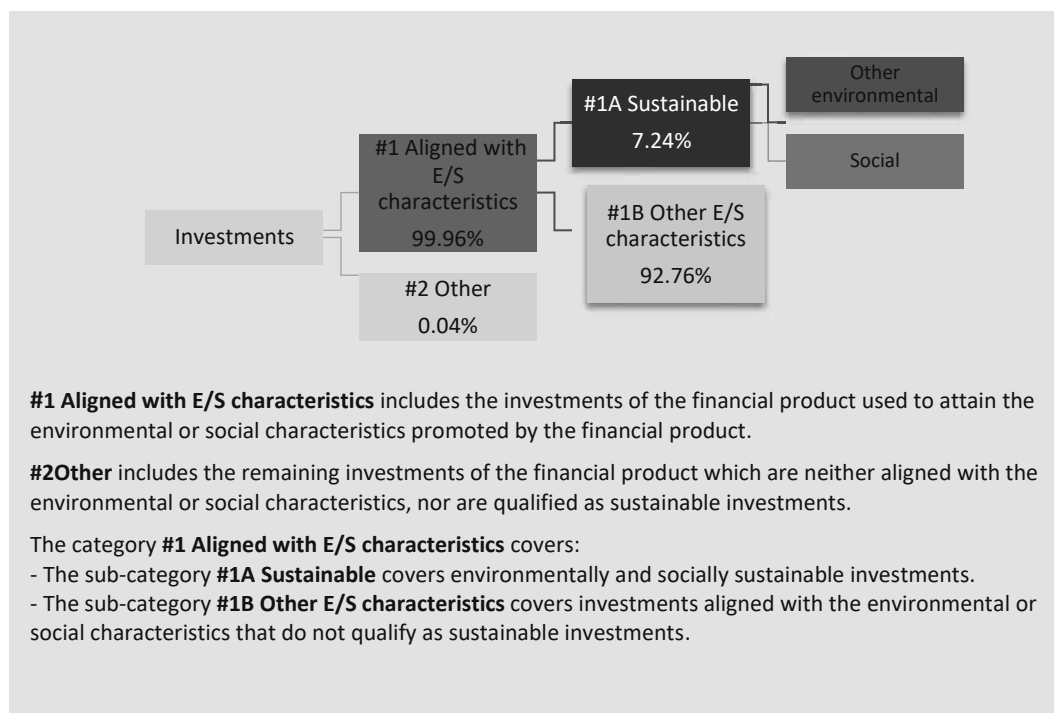 Investments
#1 Aligned with
E/S
characteristics
99.96%
#2 Other
0.04%
#1A Sustainable
7.24%
#1B Other E/S
characteristics
92.76%
Other
environmental
Social
#1 Aligned with E/S characteristics includes the investments of the financial product used to attain the
environmental or social characteristics promoted by the financial product.
#2Other includes the remaining investments of the financial product which are neither aligned with the
environmental or social characteristics, nor are qualified as sustainable investments.
The category #1 Aligned with E/S characteristics covers:
- The sub-category #1A Sustainable covers environmentally and socially sustainable investments.
- The sub-category #1B Other E/S characteristics covers investments aligned with the environmental or
social characteristics that do not qualify as sustainable investments.